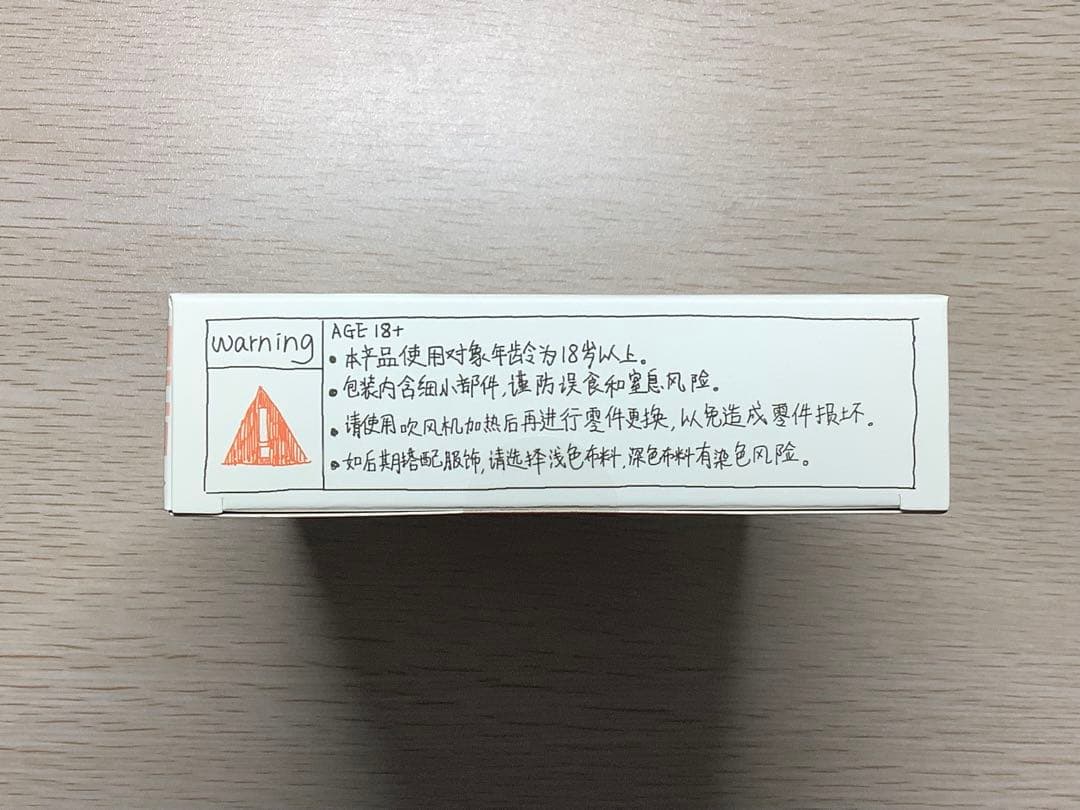 warning
AGE 18+
• 本产品使用对象年龄为18岁以上。
• 包装内含细小部件,谨防误食和窒息风险。
• 请使用吹风机加热后再进行零件更换,以免造成零件损坏。
• 如后期搭配服饰,请选择浅色布料,深色布料有染色风险。